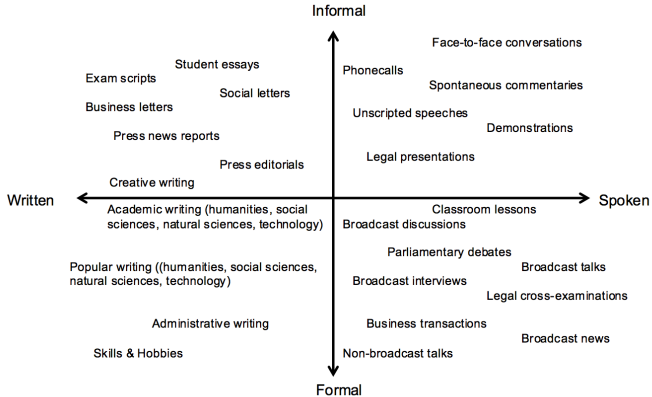 Informal
Face-to-face conversations
Student essays
Phonecalls
Exam scripts
Spontaneous commentaries
Social letters
Business letters
Unscripted speeches
Demonstrations
Press news reports
Legal presentations
Press editorials
Creative writing
Written
Spoken
Academic writing (humanities, social
sciences, natural sciences, technology)
Classroom lessons
Broadcast discussions
Parliamentary debates
Popular writing ((humanities, social sciences,
natural sciences, technology)
Broadcast talks
Broadcast interviews
Legal cross-examinations
Administrative writing
Business transactions
Broadcast news
Skills & Hobbies
Non-broadcast talks
Formal